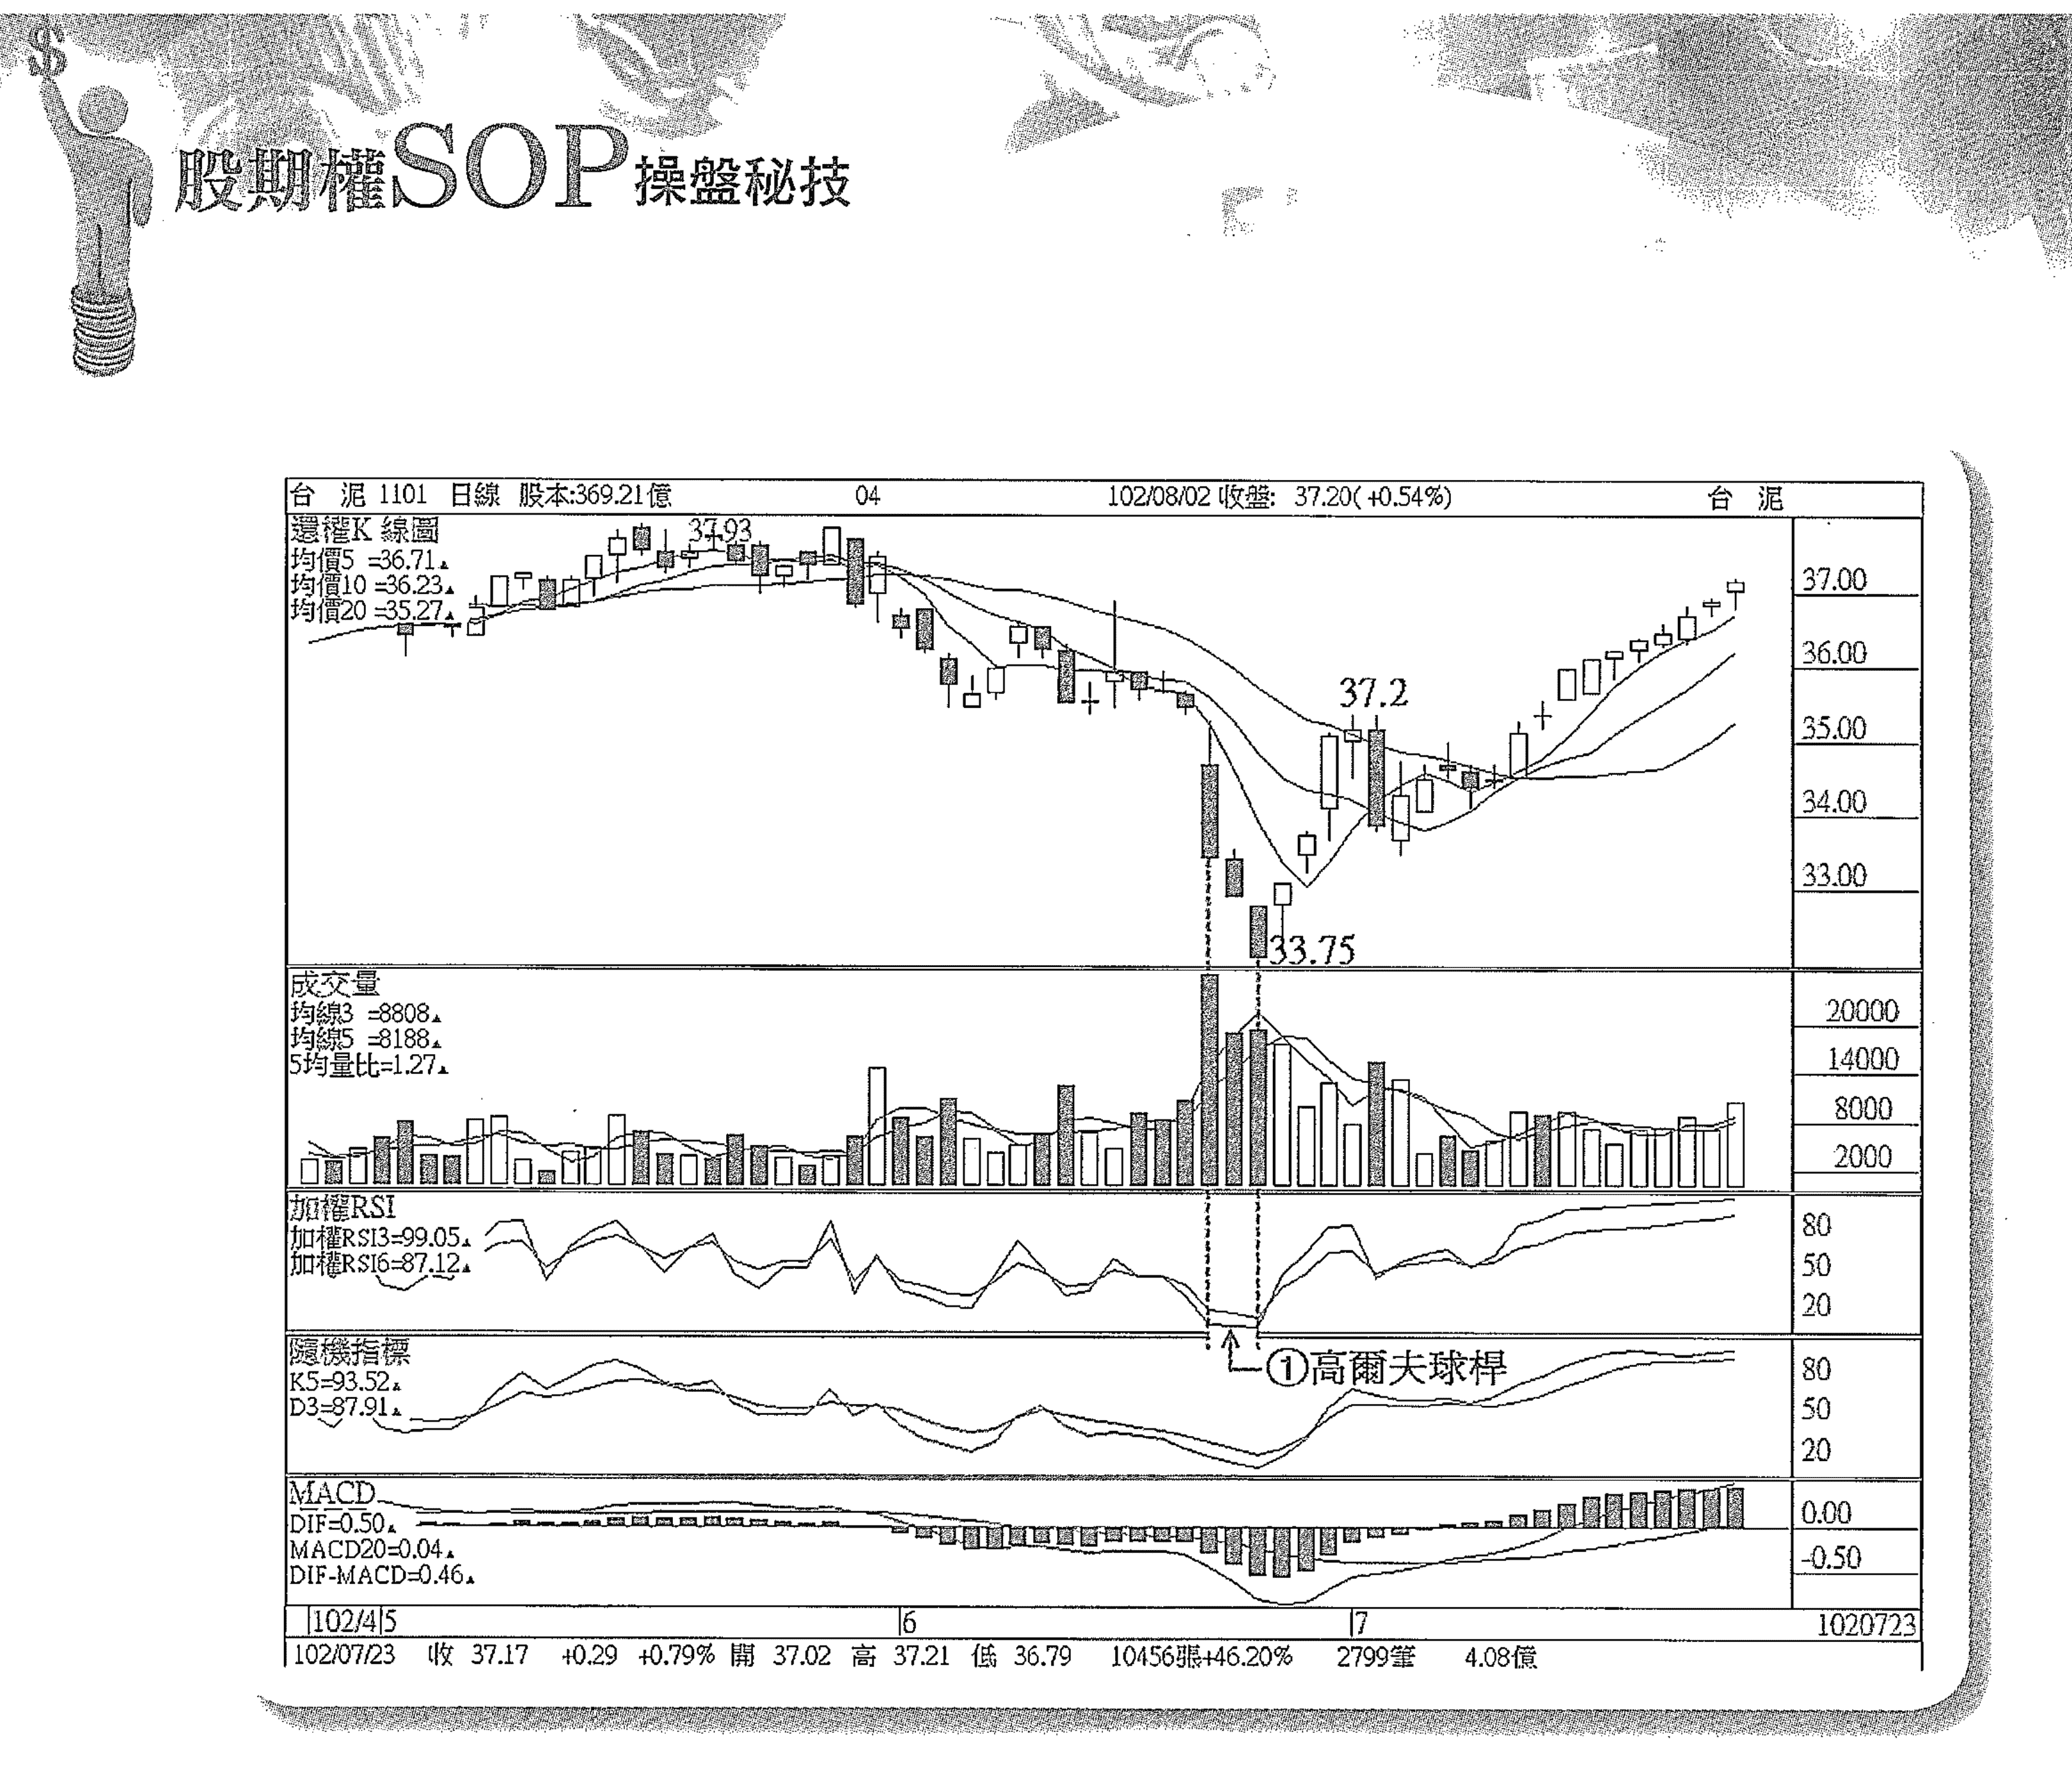 $
股期權SOP操盤秘技
台 泥 1101 日線 股本:369.21億 04 102/08/02 收盤: 37.20(+0.54%) 台 泥
還權K 線圖
均價5 =36.71▲
均價10 =36.23▲
均價20 =35.27▲
37.93
37.2
33.75
37.00
36.00
35.00
34.00
33.00
成交量
均線3 =8808▲
均線5 =8188▲
5均量比=1.27▲
20000
14000
8000
2000
加權RSI
加權RSI3=99.05▲
加權RSI6=87.12▲
80
50
20
①高爾夫球桿
隨機指標
K5=93.52▲
D3=87.91▲
80
50
20
MACD
DIF=0.50▲
MACD20=0.04▲
DIF-MACD=0.46▲
0.00
-0.50
102/4 5 6 7 1020723
102/07/23 收 37.17 +0.29 +0.79% 開 37.02 高 37.21 低 36.79 10456張+46.20% 2799筆 4.08億